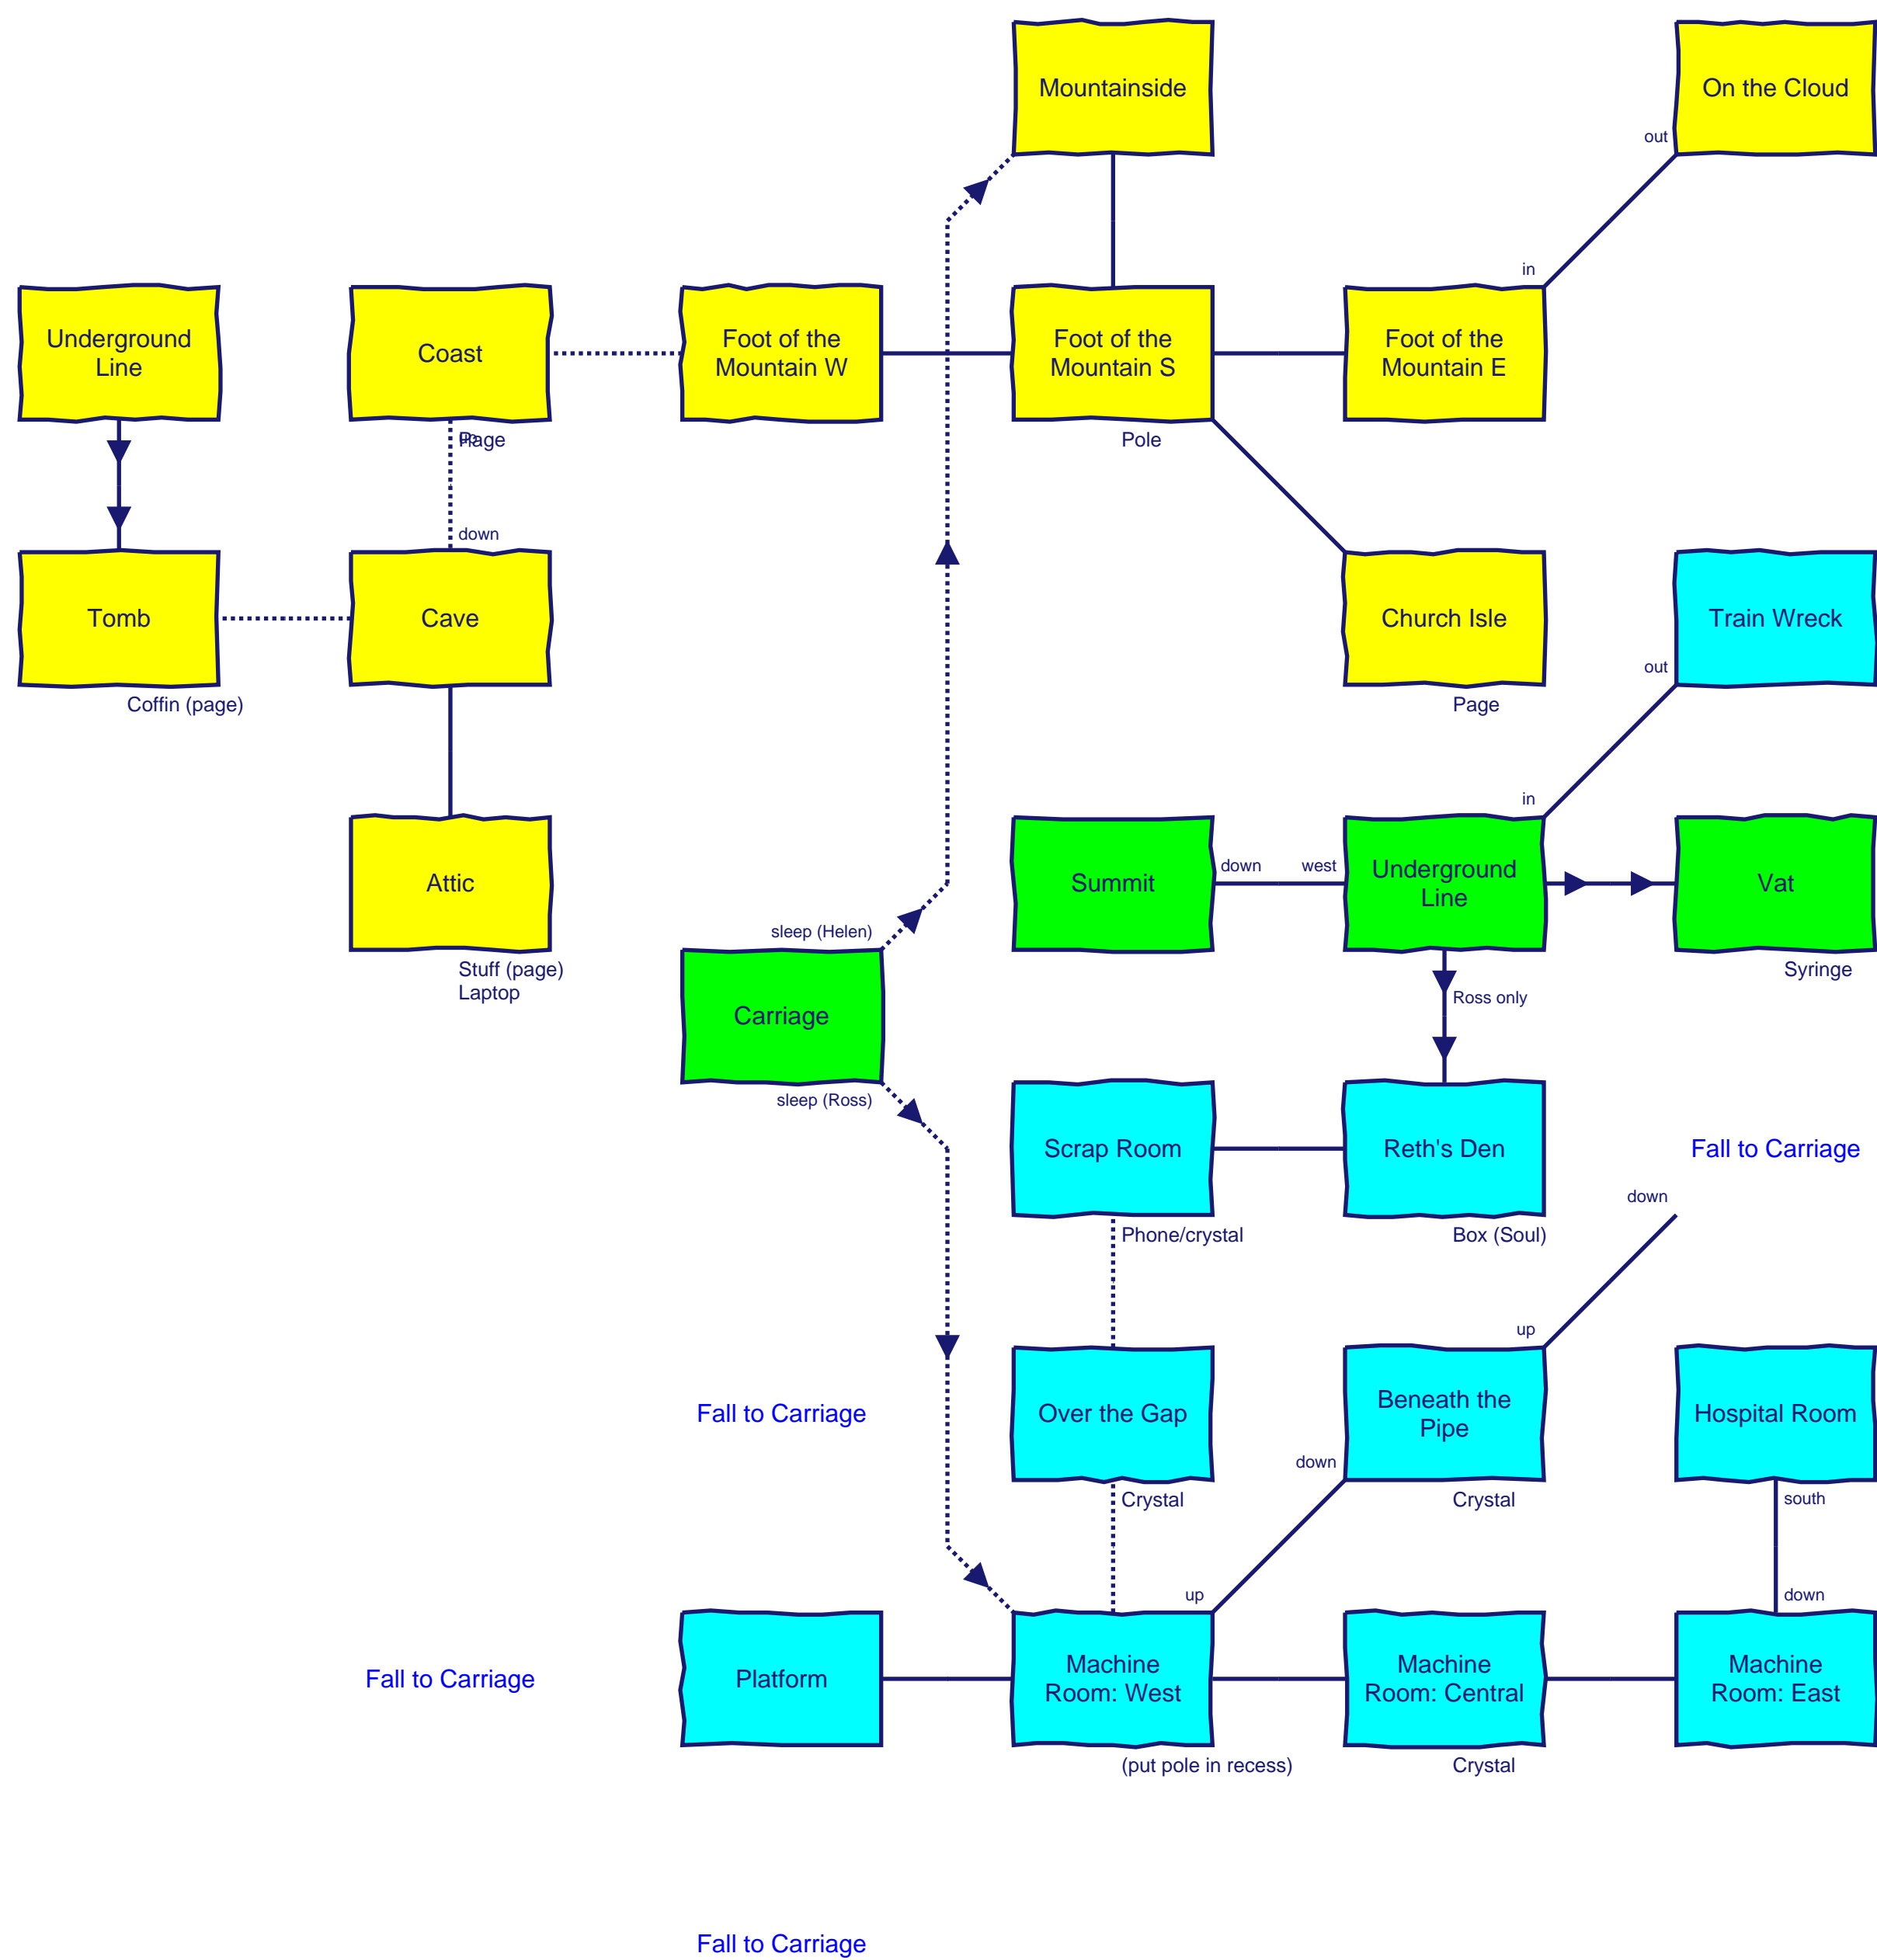 Mountainside
On the Cloud
out
in
Underground
Line
Coast
Foot of the
Mountain W
Foot of the
Mountain S
Foot of the
Mountain E
up
Page
Pole
down
Tomb
Cave
Church Isle
Train Wreck
out
Coffin (page)
Page
in
Attic
Summit
down
west
Underground
Line
Vat
sleep (Helen)
Stuff (page)
Laptop
Syringe
Carriage
Ross only
sleep (Ross)
Scrap Room
Reth's Den
Fall to Carriage
down
Phone/crystal
Box (Soul)
up
Fall to Carriage
Over the Gap
Beneath the
Pipe
Hospital Room
down
Crystal
Crystal
south
up
down
Fall to Carriage
Platform
Machine
Room: West
Machine
Room: Central
Machine
Room: East
(put pole in recess)
Crystal
Fall to Carriage